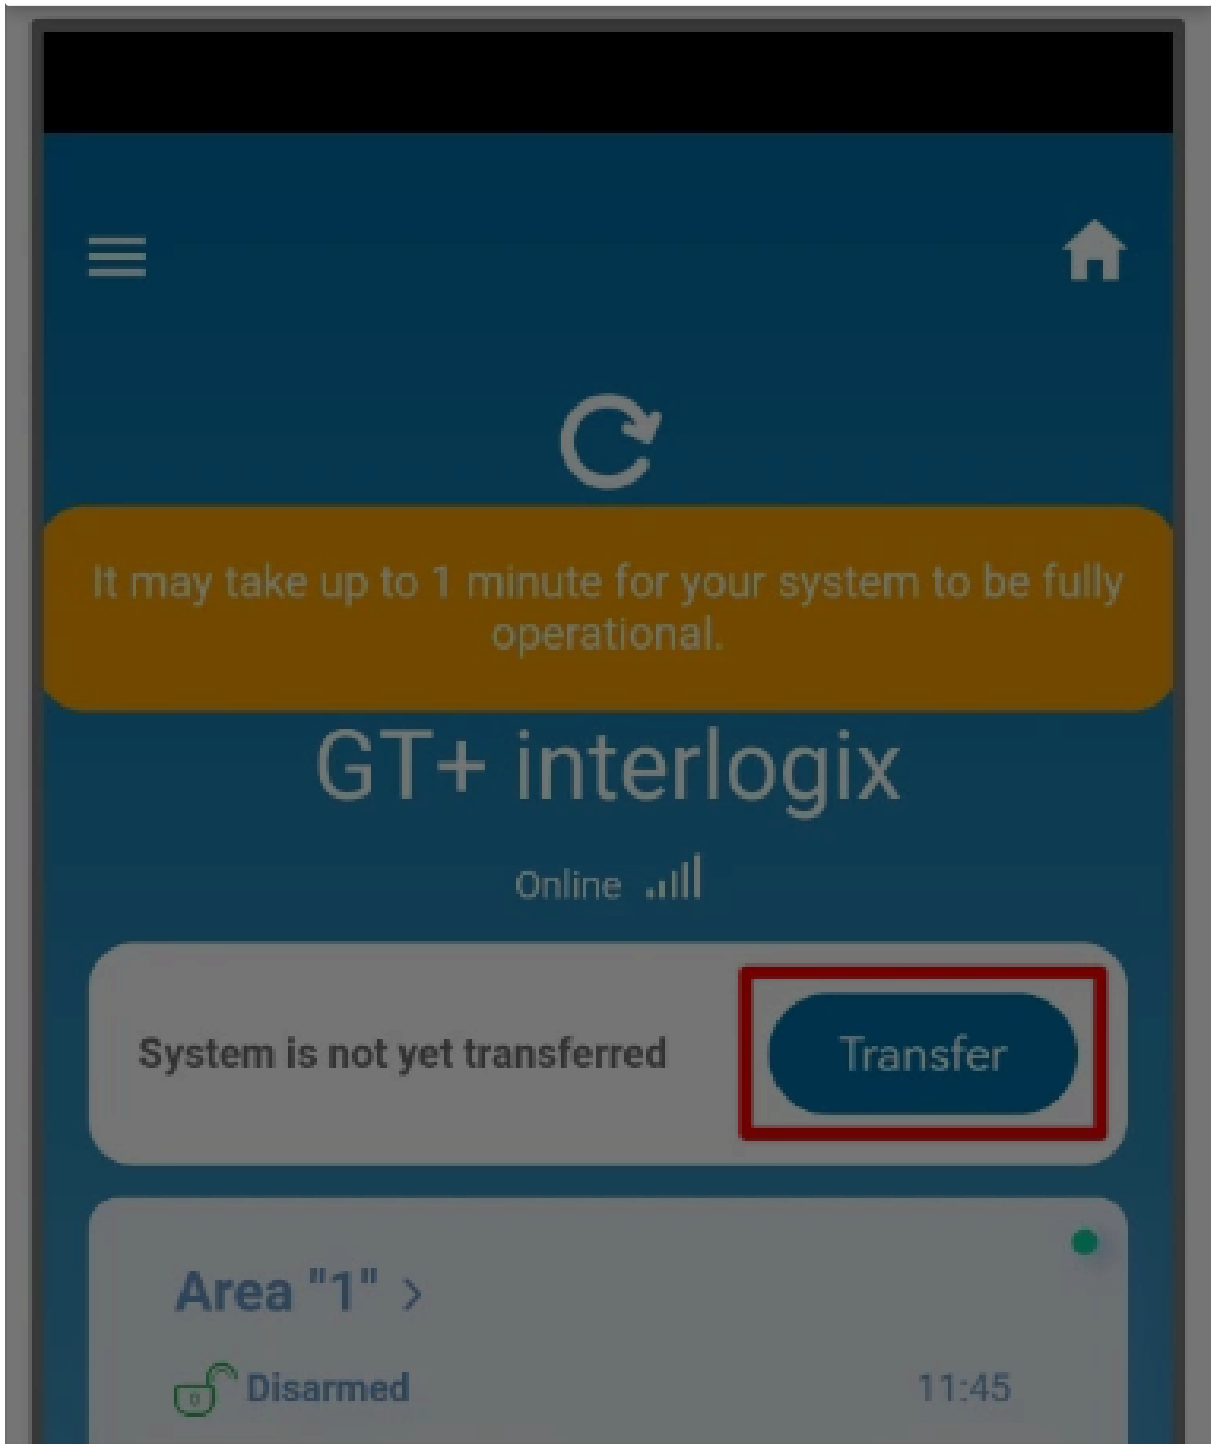 It may take up to 1 minute for your system to be fully
operational.
GT+ interlogix
Online
System is not yet transferred
Transfer
Area "1" >
Disarmed
11:45